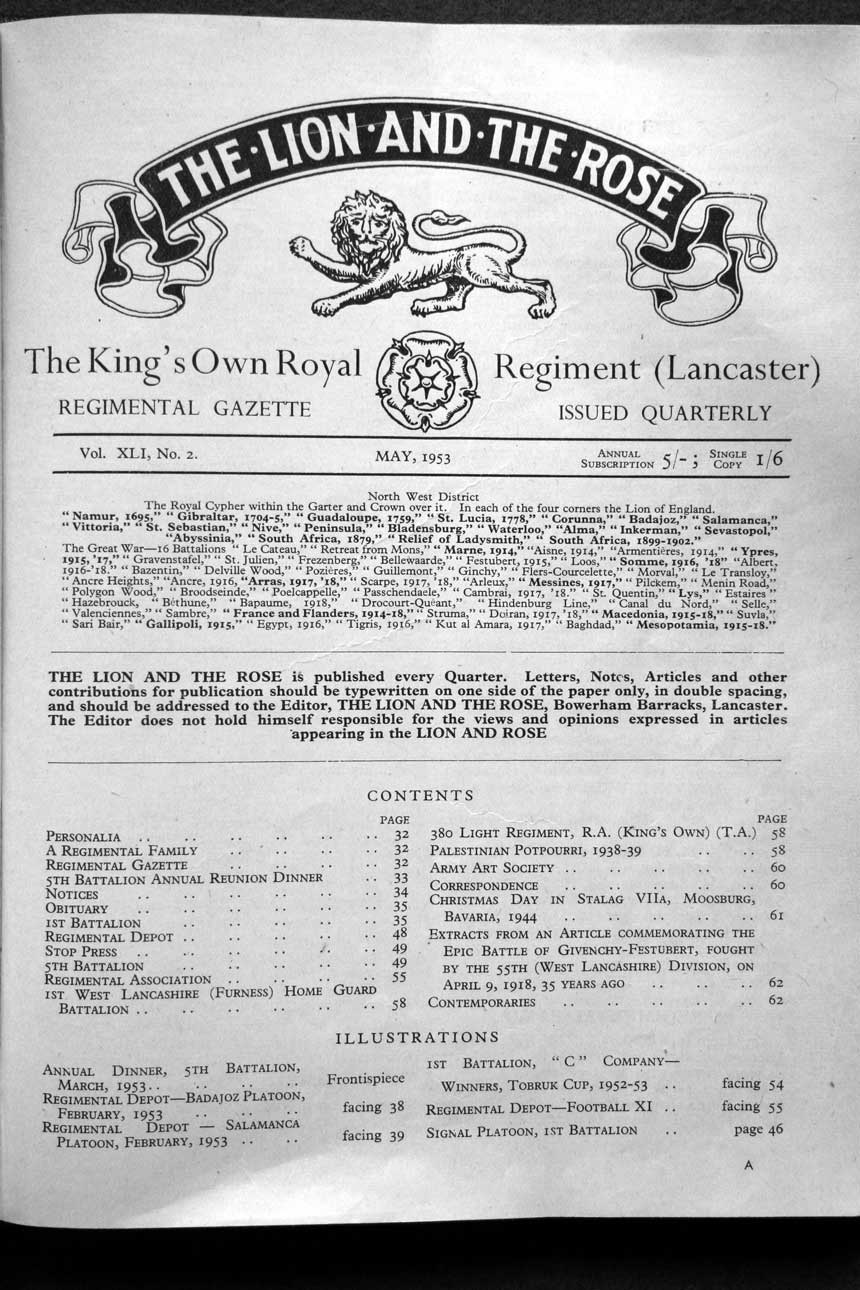 THE · LION · AND · THE · ROSE
The King's Own Royal Regiment (Lancaster)
REGIMENTAL GAZETTE ISSUED QUARTERLY
Vol. XLI, No. 2. MAY, 1953 ANNUAL SUBSCRIPTION 5/- ; SINGLE COPY 1/6
North West District
The Royal Cypher within the Garter and Crown over it. In each of the four corners the Lion of England.
" Namur, 1695," " Gibraltar, 1704-5," " Guadaloupe, 1759," " St. Lucia, 1778," " Corunna," " Badajoz," " Salamanca,"
" Vittoria," " St. Sebastian," " Nive," " Peninsula," " Bladensburg," " Waterloo," "Alma," " Inkerman," " Sevastopol,"
"Abyssinia," " South Africa, 1879," " Relief of Ladysmith," " South Africa, 1899-1902."
The Great War—16 Battalions " Le Cateau," " Retreat from Mons," " Marne, 1914," "Aisne, 1914," "Armentières, 1914," " Ypres,
1915, '17," " Gravenstafel," " St. Julien," " Frezenberg," " Bellewaarde," " Festubert, 1915," " Loos," " Somme, 1916, '18" "Albert,
1916-'18." " Bazentin," " Delville Wood," " Pozières," " Guillemont," " Ginchy," " Flers-Courcelette," " Morval," " Le Transloy,"
" Ancre Heights," "Ancre, 1916, "Arras, 1917, '18," " Scarpe, 1917, '18," "Arleux," " Messines, 1917," " Pilckem," " Menin Road,"
" Polygon Wood," " Broodseinde," " Poelcappelle," " Passchendaele," " Cambrai, 1917, '18." " St. Quentin," " Lys," " Estaires "
" Hazebrouck, " Béthune," " Bapaume, 1918," " Drocourt-Quéant," " Hindenburg Line," " Canal du Nord," " Selle,"
" Valenciennes," " Sambre," " France and Flanders, 1914-18," " Struma," " Doiran, 1917, '18," " Macedonia, 1915-18," " Suvla,"
" Sari Bair," " Gallipoli, 1915," " Egypt, 1916," " Tigris, 1916," " Kut al Amara, 1917," " Baghdad," " Mesopotamia, 1915-18."
THE LION AND THE ROSE is published every Quarter. Letters, Notes, Articles and other
contributions for publication should be typewritten on one side of the paper only, in double spacing,
and should be addressed to the Editor, THE LION AND THE ROSE, Bowerham Barracks, Lancaster.
The Editor does not hold himself responsible for the views and opinions expressed in articles
appearing in the LION AND ROSE
CONTENTS
PAGE
PERSONALIA .. .. .. .. .. .. 32
A REGIMENTAL FAMILY .. .. .. .. 32
REGIMENTAL GAZETTE .. .. .. .. 32
5TH BATTALION ANNUAL REUNION DINNER .. 33
NOTICES .. .. .. .. .. .. 34
OBITUARY .. .. .. .. .. .. 35
1ST BATTALION .. .. .. .. .. 35
REGIMENTAL DEPOT .. .. .. .. .. 48
STOP PRESS .. .. .. .. .. .. 49
5TH BATTALION .. .. .. .. .. 49
REGIMENTAL ASSOCIATION .. .. .. .. 55
1ST WEST LANCASHIRE (FURNESS) HOME GUARD
BATTALION .. .. .. .. .. .. 58
PAGE
380 LIGHT REGIMENT, R.A. (KING'S OWN) (T.A.) 58
PALESTINIAN POTPOURRI, 1938-39 .. .. 58
ARMY ART SOCIETY .. .. .. .. .. 60
CORRESPONDENCE .. .. .. .. .. 60
CHRISTMAS DAY IN STALAG VIIA, MOOSBURG,
BAVARIA, 1944 .. .. .. .. .. 61
EXTRACTS FROM AN ARTICLE COMMEMORATING THE
EPIC BATTLE OF GIVENCHY-FESTUBERT, FOUGHT
BY THE 55TH (WEST LANCASHIRE) DIVISION, ON
APRIL 9, 1918, 35 YEARS AGO .. .. .. 62
CONTEMPORARIES .. .. .. .. .. 62
ILLUSTRATIONS
ANNUAL DINNER, 5TH BATTALION,
MARCH, 1953.. .. .. .. Frontispiece
REGIMENTAL DEPOT—BADAJOZ PLATOON,
FEBRUARY, 1953 .. .. .. facing 38
REGIMENTAL DEPOT — SALAMANCA
PLATOON, FEBRUARY, 1953 .. .. facing 39
1ST BATTALION, " C " COMPANY—
WINNERS, TOBRUK CUP, 1952-53 .. facing 54
REGIMENTAL DEPOT—FOOTBALL XI .. facing 55
SIGNAL PLATOON, 1ST BATTALION .. page 46
A